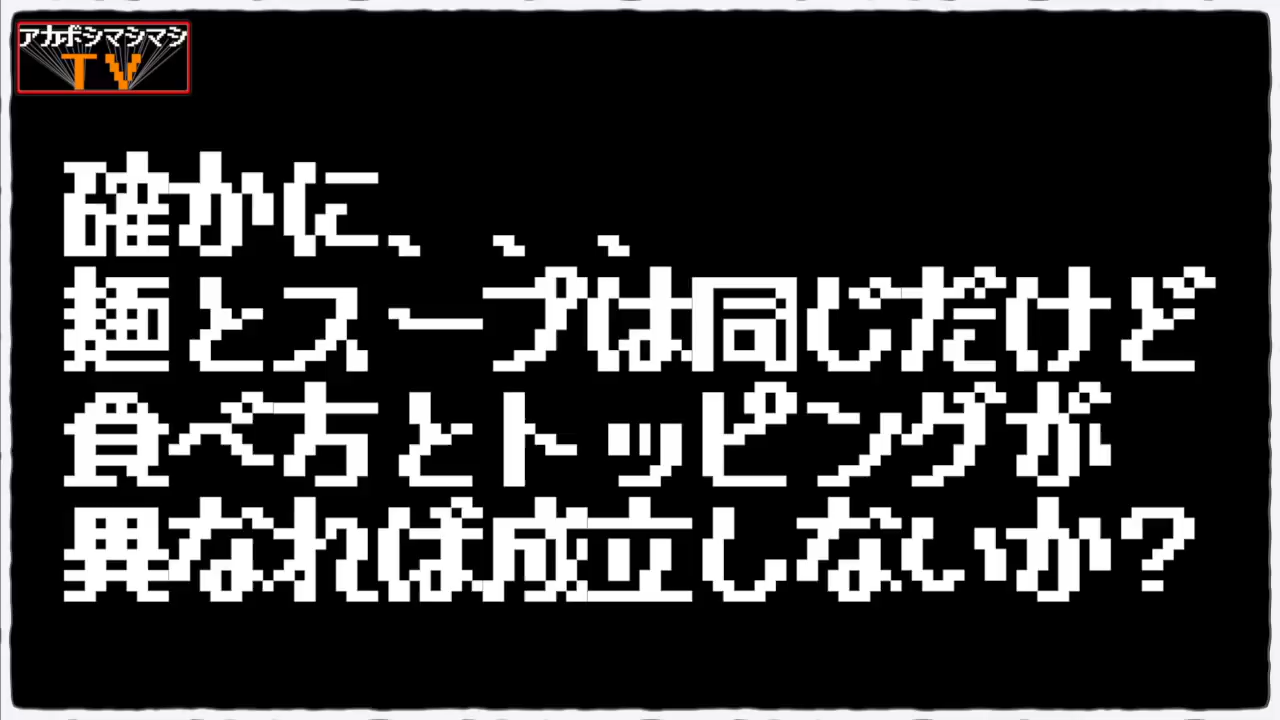 アカボシマシマシ
TV
確かに、、、
麺とスープは同じだけど
食べ方とトッピングが
異なれば成立しないか?